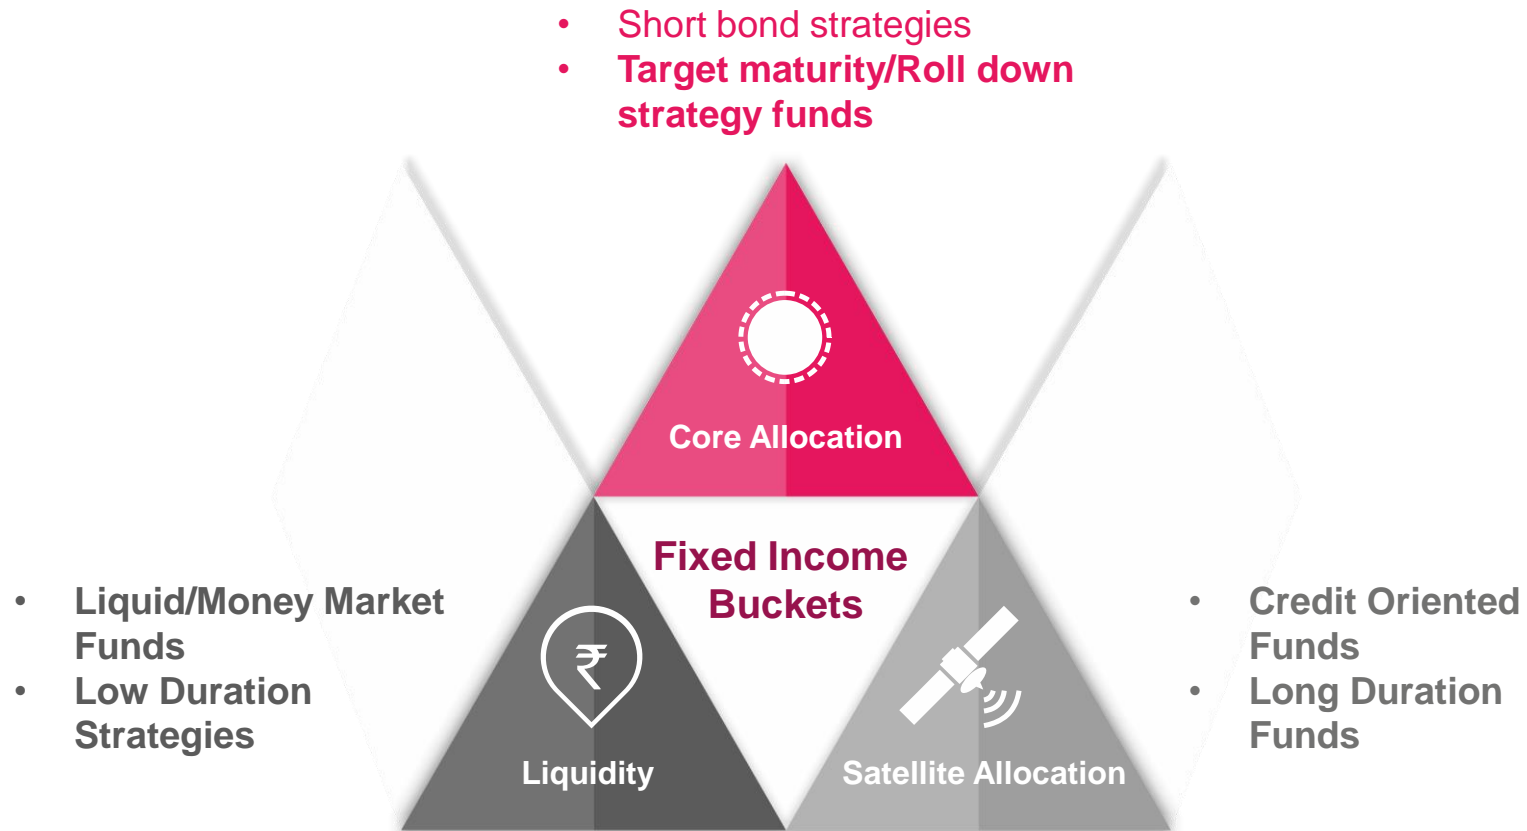 • Short bond strategies
• Target maturity/Roll down
strategy funds
Core Allocation
Fixed Income
Buckets
• Liquid/Money Market
Funds
• Low Duration
Strategies
₹
Liquidity
Satellite Allocation
• Credit Oriented
Funds
• Long Duration
Funds